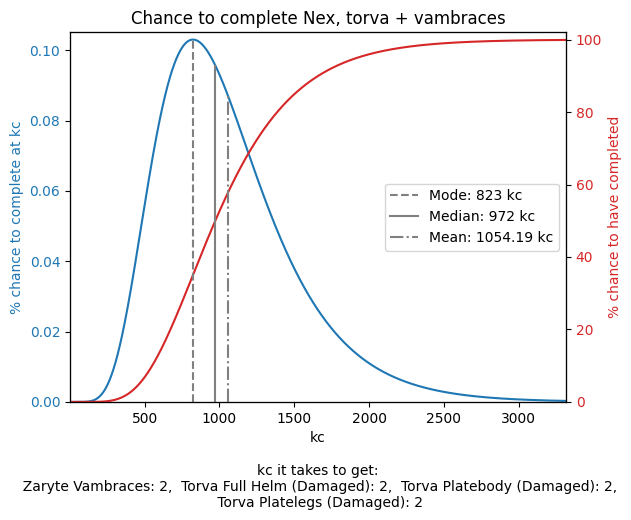 Chance to complete Nex, torva + vambraces
% chance to complete at kc
0.10
0.08
0.06
0.04
0.02
0.00
100
80
60
40
20
0
% chance to have completed
Mode: 823 kc
Median: 972 kc
Mean: 1054.19 kc
500 1000 1500 2000 2500 3000
kc
kc it takes to get:
Zaryte Vambraces: 2,  Torva Full Helm (Damaged): 2,  Torva Platebody (Damaged): 2,
Torva Platelegs (Damaged): 2